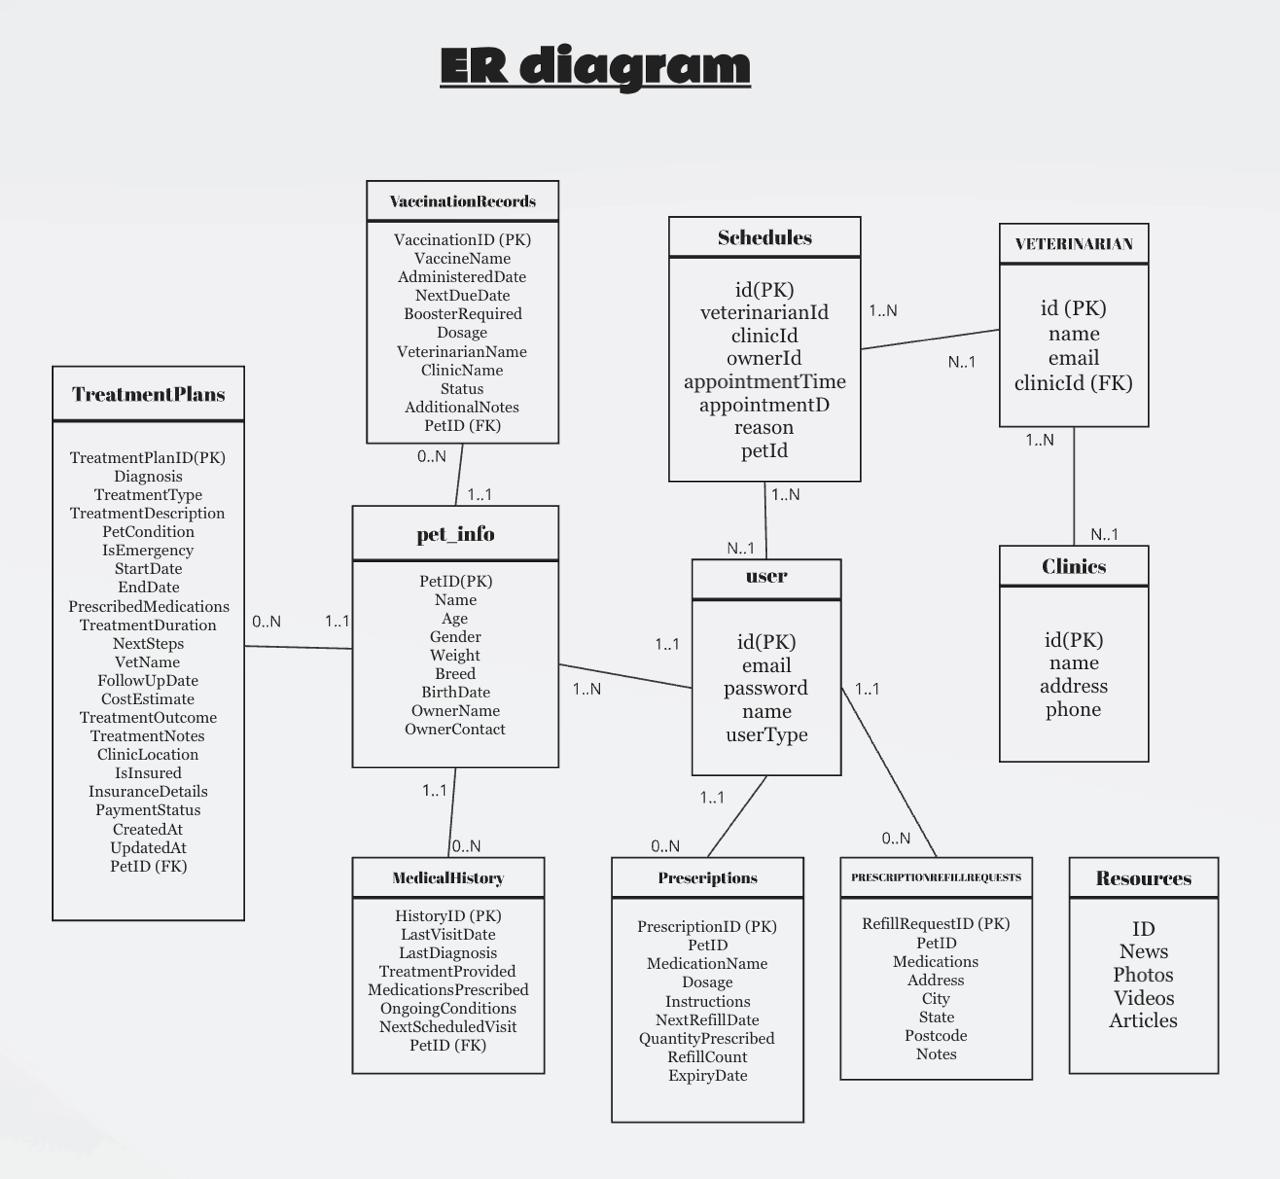 ER diagram
VaccinationRecords
VaccinationID (PK)
VaccineName
AdministeredDate
NextDueDate
BoosterRequired
Dosage
VeterinarianName
ClinicName
Status
AdditionalNotes
PetID (FK)
0..N
1..1
Schedules
id(PK)
veterinarianId
clinicId
ownerId
appointmentTime
appointmentD
reason
petId
1..N
N..1
VETERINARIAN
id (PK)
name
email
clinicId (FK)
1..N
N..1
1..N
N..1
TreatmentPlans
TreatmentPlanID(PK)
Diagnosis
TreatmentType
TreatmentDescription
PetCondition
IsEmergency
StartDate
EndDate
PrescribedMedications
TreatmentDuration
NextSteps
VetName
FollowUpDate
CostEstimate
TreatmentOutcome
TreatmentNotes
ClinicLocation
IsInsured
InsuranceDetails
PaymentStatus
CreatedAt
UpdatedAt
PetID (FK)
0..N
1..1
pet_info
PetID(PK)
Name
Age
Gender
Weight
Breed
BirthDate
OwnerName
OwnerContact
1..1
1..N
user
id(PK)
email
password
name
userType
1..1
Clinics
id(PK)
name
address
phone
1..1
0..N
1..1
0..N
0..N
MedicalHistory
HistoryID (PK)
LastVisitDate
LastDiagnosis
TreatmentProvided
MedicationsPrescribed
OngoingConditions
NextScheduledVisit
PetID (FK)
Prescriptions
PrescriptionID (PK)
PetID
MedicationName
Dosage
Instructions
NextRefillDate
QuantityPrescribed
RefillCount
ExpiryDate
PRESCRIPTIONREFILLREQUESTS
RefillRequestID (PK)
PetID
Medications
Address
City
State
Postcode
Notes
Resources
ID
News
Photos
Videos
Articles